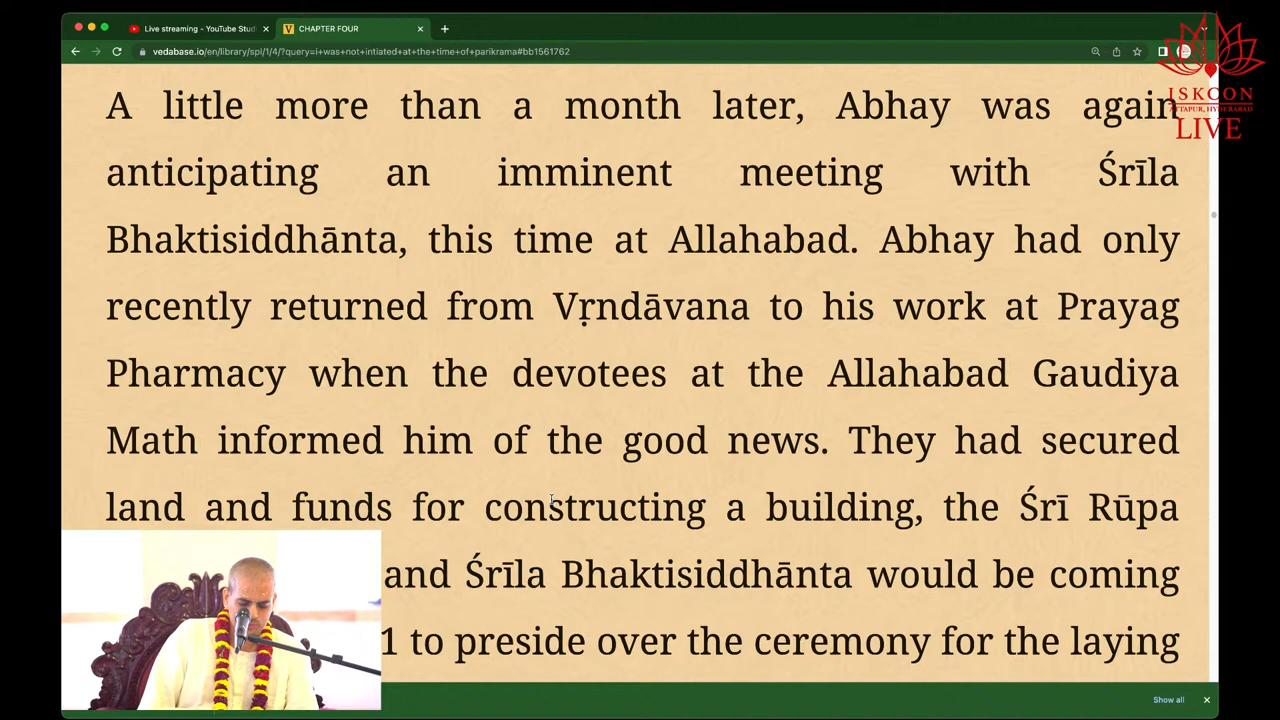 Live streaming - YouTube Stud
CHAPTER FOUR
vedabase.io/en/library/spl/1/4/?query=i+was+not+intiated+at+the+time+of+parikrama#bb1561762
A little more than a month later, Abhay was again
anticipating an imminent meeting with Śrīla
Bhaktisiddhānta, this time at Allahabad. Abhay had only
recently returned from Vṛndāvana to his work at Prayag
Pharmacy when the devotees at the Allahabad Gaudiya
Math informed him of the good news. They had secured
land and funds for constructing a building, the Śrī Rūpa
and Śrīla Bhaktisiddhānta would be coming
1 to preside over the ceremony for the laying
ISKCON
ATTAPUR, HYDERABAD
LIVE
Show all